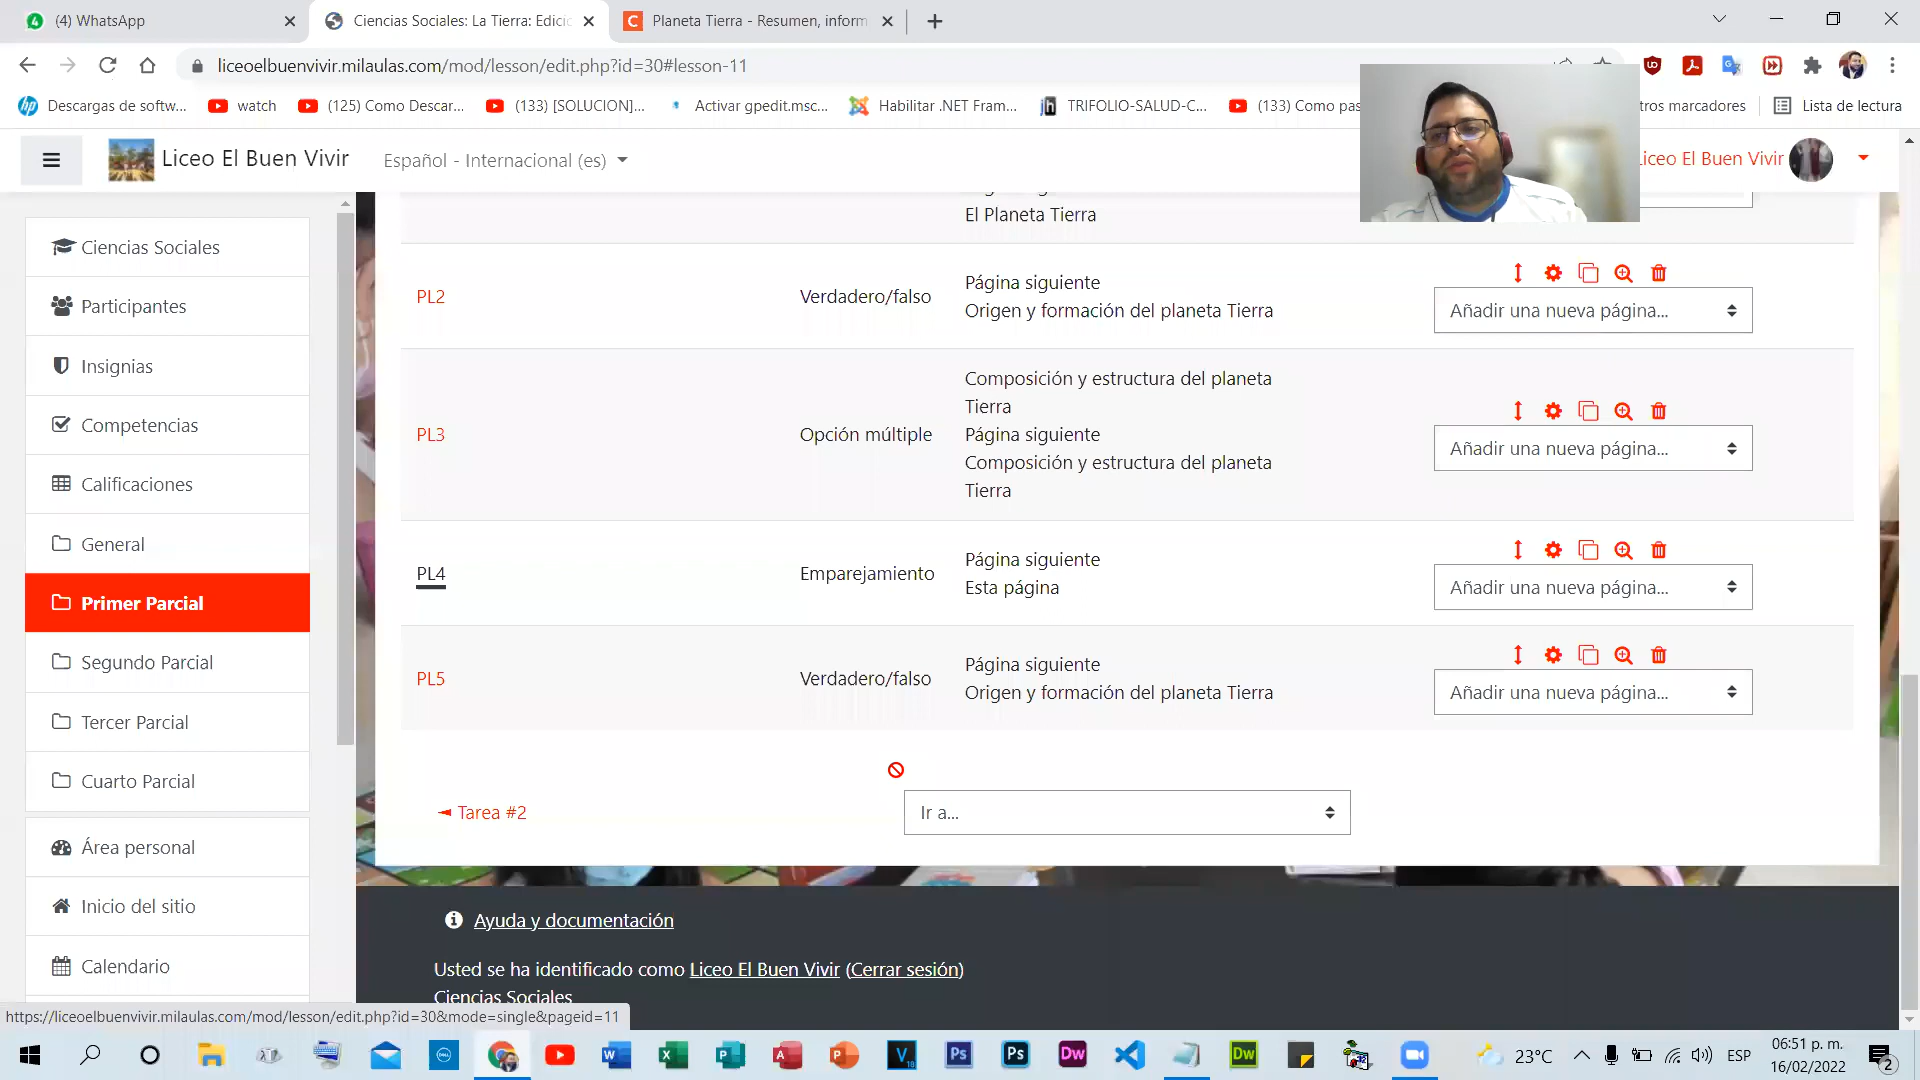 (4) WhatsApp
Ciencias Sociales: La Tierra: Edici
Planeta Tierra - Resumen, inform
liceoelbuenvivir.milaulas.com/mod/lesson/edit.php?id=30#lesson-11
Descargas de softw...
watch
(125) Como Descar...
(133) [SOLUCION]...
Activar gpedit.msc...
Habilitar .NET Fram...
TRIFOLIO-SALUD-C...
(133) Como pas
tros marcadores
Lista de lectura
Liceo El Buen Vivir
Español - Internacional (es)
Liceo El Buen Vivir
Ciencias Sociales
Participantes
Insignias
Competencias
Calificaciones
General
Primer Parcial
Segundo Parcial
Tercer Parcial
Cuarto Parcial
Área personal
Inicio del sitio
Calendario
El Planeta Tierra
PL2
Verdadero/falso
Página siguiente
Origen y formación del planeta Tierra
Añadir una nueva página...
PL3
Opción múltiple
Composición y estructura del planeta
Tierra
Página siguiente
Composición y estructura del planeta
Tierra
Añadir una nueva página...
PL4
Emparejamiento
Página siguiente
Esta página
Añadir una nueva página...
PL5
Verdadero/falso
Página siguiente
Origen y formación del planeta Tierra
Añadir una nueva página...
◄ Tarea #2
Ir a...
Ayuda y documentación
Usted se ha identificado como Liceo El Buen Vivir (Cerrar sesión)
Ciencias Sociales
https://liceoelbuenvivir.milaulas.com/mod/lesson/edit.php?id=30&mode=single&pageid=11
23°C
ESP
06:51 p. m.
16/02/2022
2